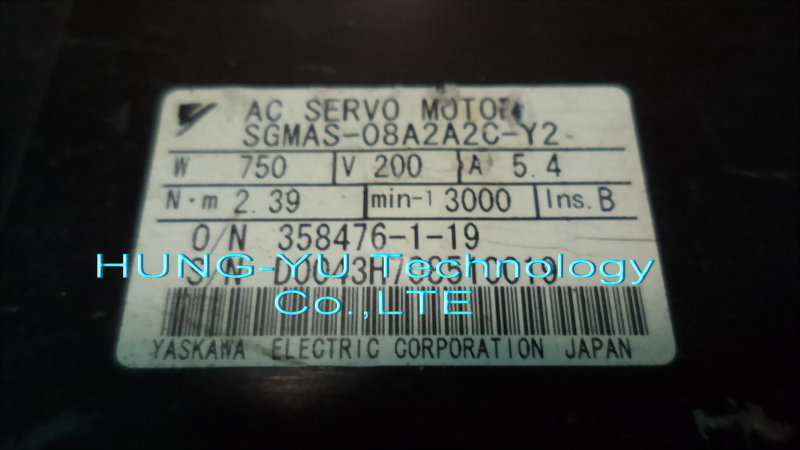 AC SERVO MOTOR
SGMAS-08A2A2C-Y2
W 750 V 200 A 5.4
N·m 2.39 min-1 3000 Ins. B
O/N 358476-1-19
HUNG-YU Technology
S/N
Co.,LTE
YASKAWA ELECTRIC CORPORATION JAPAN